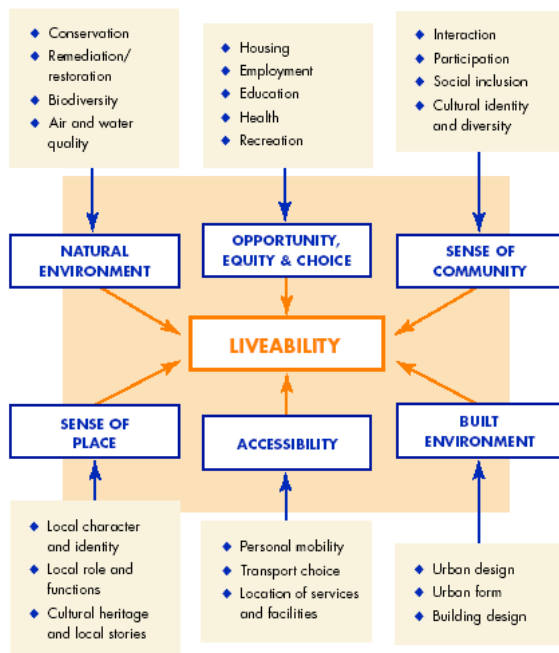 Conservation
Remediation/
restoration
Biodiversity
Air and water
quality
Housing
Employment
Education
Health
Recreation
Interaction
Participation
Social inclusion
Cultural identity
and diversity
NATURAL
ENVIRONMENT
OPPORTUNITY,
EQUITY & CHOICE
SENSE OF
COMMUNITY
LIVEABILITY
SENSE OF
PLACE
ACCESSIBILITY
BUILT
ENVIRONMENT
Local character
and identity
Local role and
functions
Cultural heritage
and local stories
Personal mobility
Transport choice
Location of services
and facilities
Urban design
Urban form
Building design